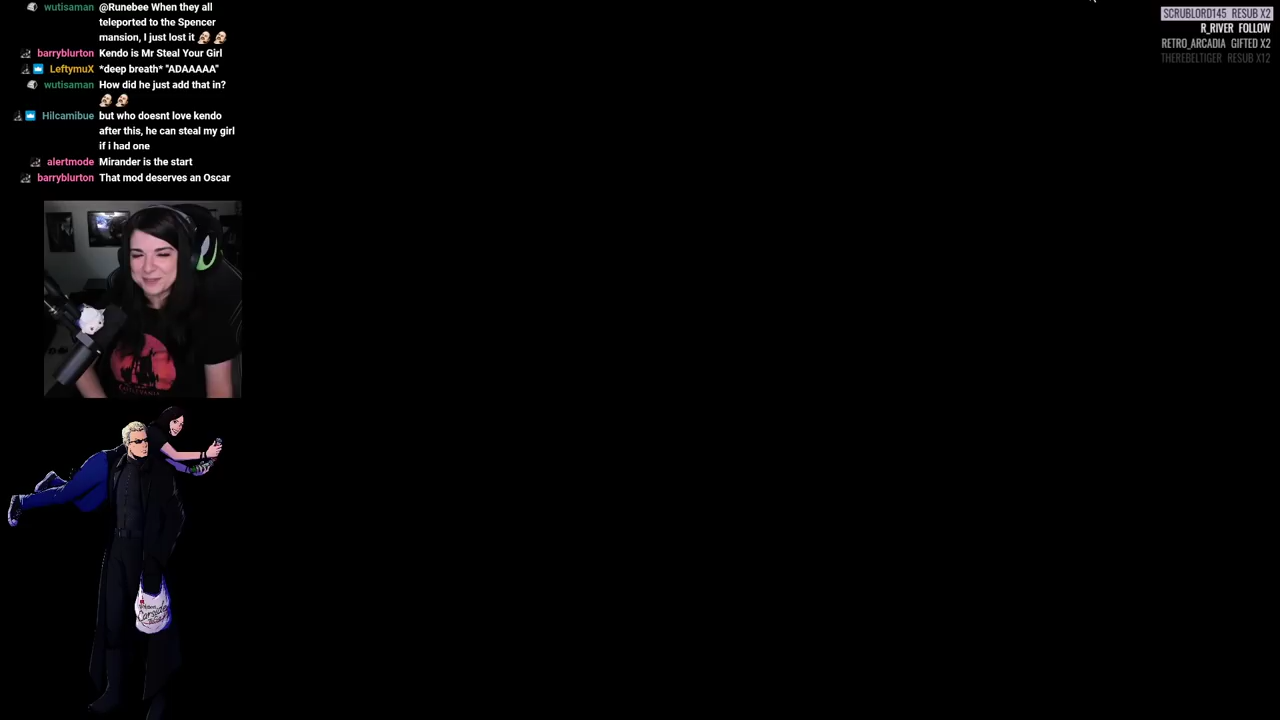 wutisaman @Runebee When they all
teleported to the Spencer
mansion, I just lost it
barryblurton Kendo is Mr Steal Your Girl
LeftymuX *deep breath* "ADAAAAA"
wutisaman How did he just add that in?
Hilcamibue but who doesnt love kendo
after this, he can steal my girl
if i had one
alertmode Mirander is the start
barryblurton That mod deserves an Oscar
SCRUBLORD145 RESUB X2
R_RIVER FOLLOW
RETRO_ARCADIA GIFTED X2
THEREBELTIGER RESUB X12